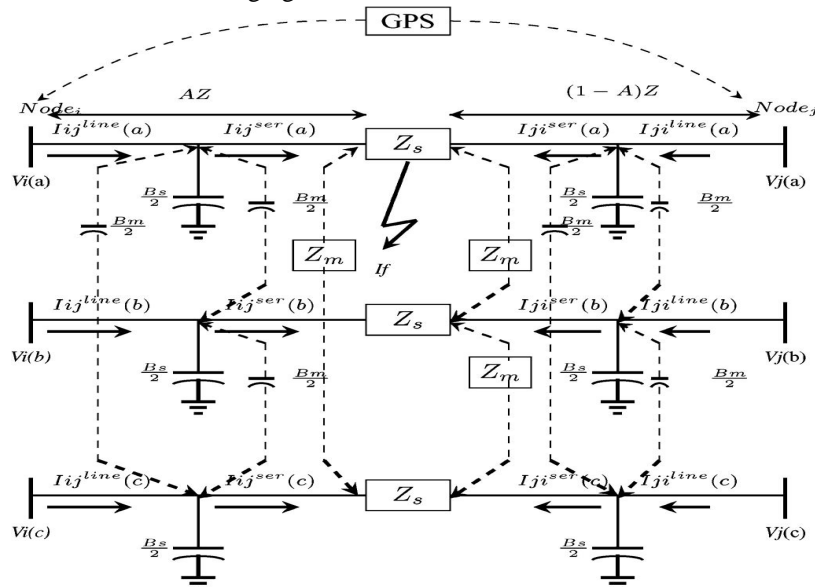 GPS
Node_i AZ (1 − A)Z Node_j
Iij^{line}(a) Iij^{ser}(a) Z_s Iji^{ser}(a) Iji^{line}(a)
Vi(a) Vj(a)
Bs/2 Bm/2 Bs/2 Bm/2
Bm/2 Bm/2
Z_m If Z_m
Iij^{line}(b) Iij^{ser}(b) Z_s Iji^{ser}(b) Iji^{line}(b)
Vi(b) Vj(b)
Bs/2 Bm/2 Z_m Bs/2 Bm/2
Iij^{line}(c) Iij^{ser}(c) Z_s Iji^{ser}(c) Iji^{line}(c)
Vi(c) Vj(c)
Bs/2 Bs/2